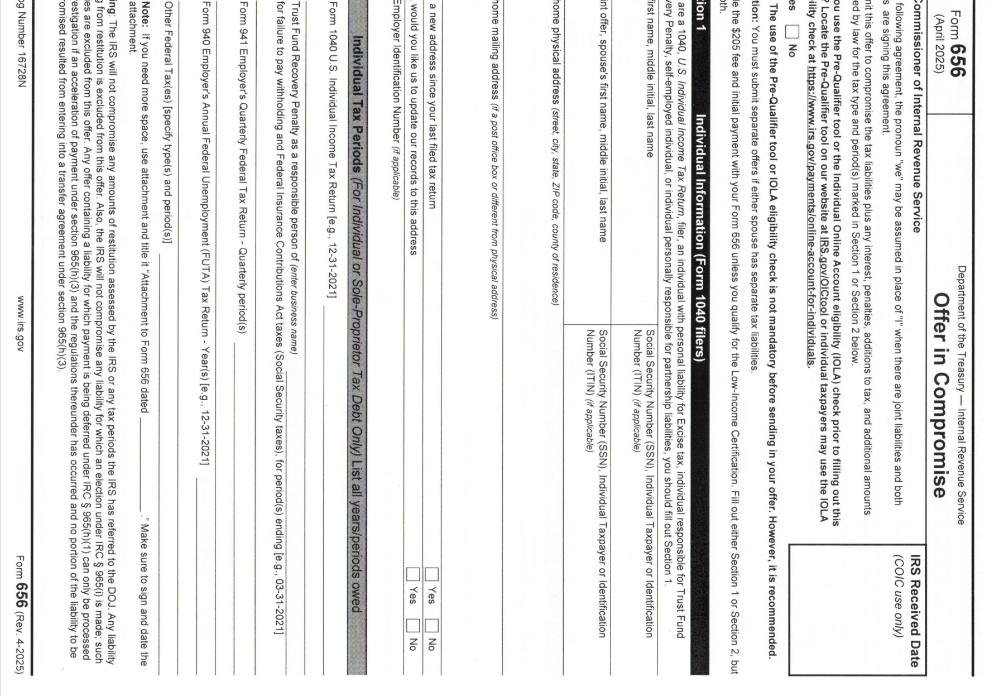 Form 656
(April 2025)
Department of the Treasury — Internal Revenue Service
Offer in Compromise
Commissioner of Internal Revenue Service
IRS Received Date
(COIC use only)
following agreement, the pronoun "we" may be assumed in place of "I" when there are joint liabilities and both
s are signing this agreement.
mit this offer to compromise the tax liabilities plus any interest, penalties, additions to tax, and additional amounts
red by law for the tax type and period(s) marked in Section 1 or Section 2 below.
ou use the Pre-Qualifier tool or the Individual Online Account eligibility (IOLA) check prior to filling out this
? Locate the Pre-Qualifier tool on our website at IRS.gov/OICtool or individual taxpayers may use the IOLA
ility check at https://www.irs.gov/payments/online-account-for-individuals.
es No
The use of the Pre-Qualifier tool or IOLA eligibility check is not mandatory before sending in your offer. However, it is recommended.
tion: You must submit separate offers if either spouse has separate tax liabilities.
le the $205 fee and initial payment with your Form 656 unless you qualify for the Low-Income Certification. Fill out either Section 1 or Section 2, but
oth.
ion 1 Individual Information (Form 1040 filers)
are a 1040, U.S. Individual Income Tax Return, filer, an individual with personal liability for Excise tax, individual responsible for Trust Fund
very Penalty, self-employed individual, or individual personally responsible for partnership liabilities, you should fill out Section 1.
first name, middle initial, last name
Social Security Number (SSN), Individual Taxpayer or Identification
Number (ITIN) (if applicable)
int offer, spouse's first name, middle initial, last name
Social Security Number (SSN), Individual Taxpayer or Identification
Number (ITIN) (if applicable)
home physical address (street, city, state, ZIP code, county of residence)
home mailing address (if a post office box or different from physical address)
a new address since your last filed tax return Yes No
, would you like us to update our records to this address Yes No
Employer Identification Number (if applicable)
Individual Tax Periods (For Individual or Sole-Proprietor Tax Debt Only) List all years/periods owed
Form 1040 U.S. Individual Income Tax Return [e.g., 12-31-2021]
Trust Fund Recovery Penalty as a responsible person of (enter business name)
for failure to pay withholding and Federal Insurance Contributions Act taxes (Social Security taxes), for period(s) ending [e.g., 03-31-2021]
Form 941 Employer's Quarterly Federal Tax Return - Quarterly period(s)
Form 940 Employer's Annual Federal Unemployment (FUTA) Tax Return - Year(s) [e.g., 12-31-2021]
Other Federal Tax(es) [specify type(s) and period(s)]
Note: If you need more space, use attachment and title it "Attachment to Form 656 dated ." Make sure to sign and date the
attachment.
ing: The IRS will not compromise any amounts of restitution assessed by the IRS or any tax periods the IRS has referred to the DOJ. Any liability
g from restitution is excluded from this offer. Also, the IRS will not compromise any liability for which an election under IRC § 965(i) is made; such
ies are excluded from this offer. Any offer containing a liability for which payment is being deferred under IRC § 965(h)(1) can only be processed
estigation if an acceleration of payment under section 965(h)(3) and the regulations thereunder has occurred and no portion of the liability to be
romised resulted from entering into a transfer agreement under section 965(h)(3).
og Number 16728N
www.irs.gov
Form 656 (Rev. 4-2025)